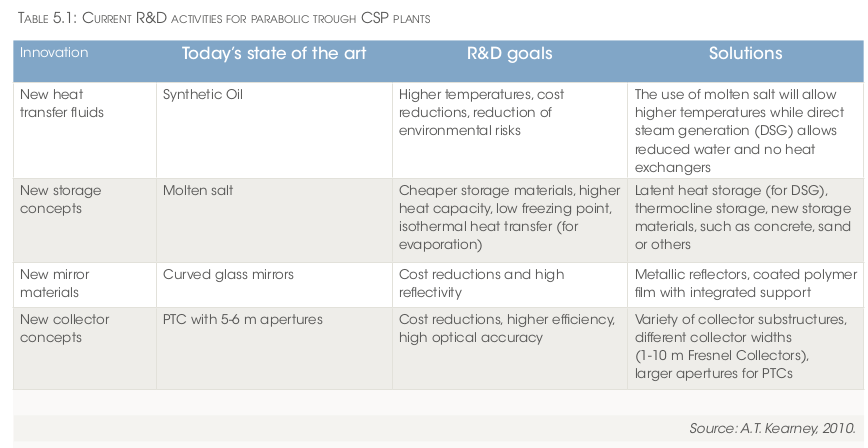 Table 5.1: Current R&D activities for parabolic trough CSP plants
Innovation Today's state of the art R&D goals Solutions
New heat transfer fluids
Synthetic Oil
Higher temperatures, cost
reductions, reduction of
environmental risks
The use of molten salt will allow
higher temperatures while direct
steam generation (DSG) allows
reduced water and no heat
exchangers
New storage
concepts
Molten salt
Cheaper storage materials, higher
heat capacity, low freezing point,
isothermal heat transfer (for
evaporation)
Latent heat storage (for DSG),
thermocline storage, new storage
materials, such as concrete, sand
or others
New mirror
materials
Curved glass mirrors
Cost reductions and high
reflectivity
Metallic reflectors, coated polymer
film with integrated support
New collector
concepts
PTC with 5-6 m apertures
Cost reductions, higher efficiency,
high optical accuracy
Variety of collector substructures,
different collector widths
(1-10 m Fresnel Collectors),
larger apertures for PTCs
Source: A.T. Kearney, 2010.